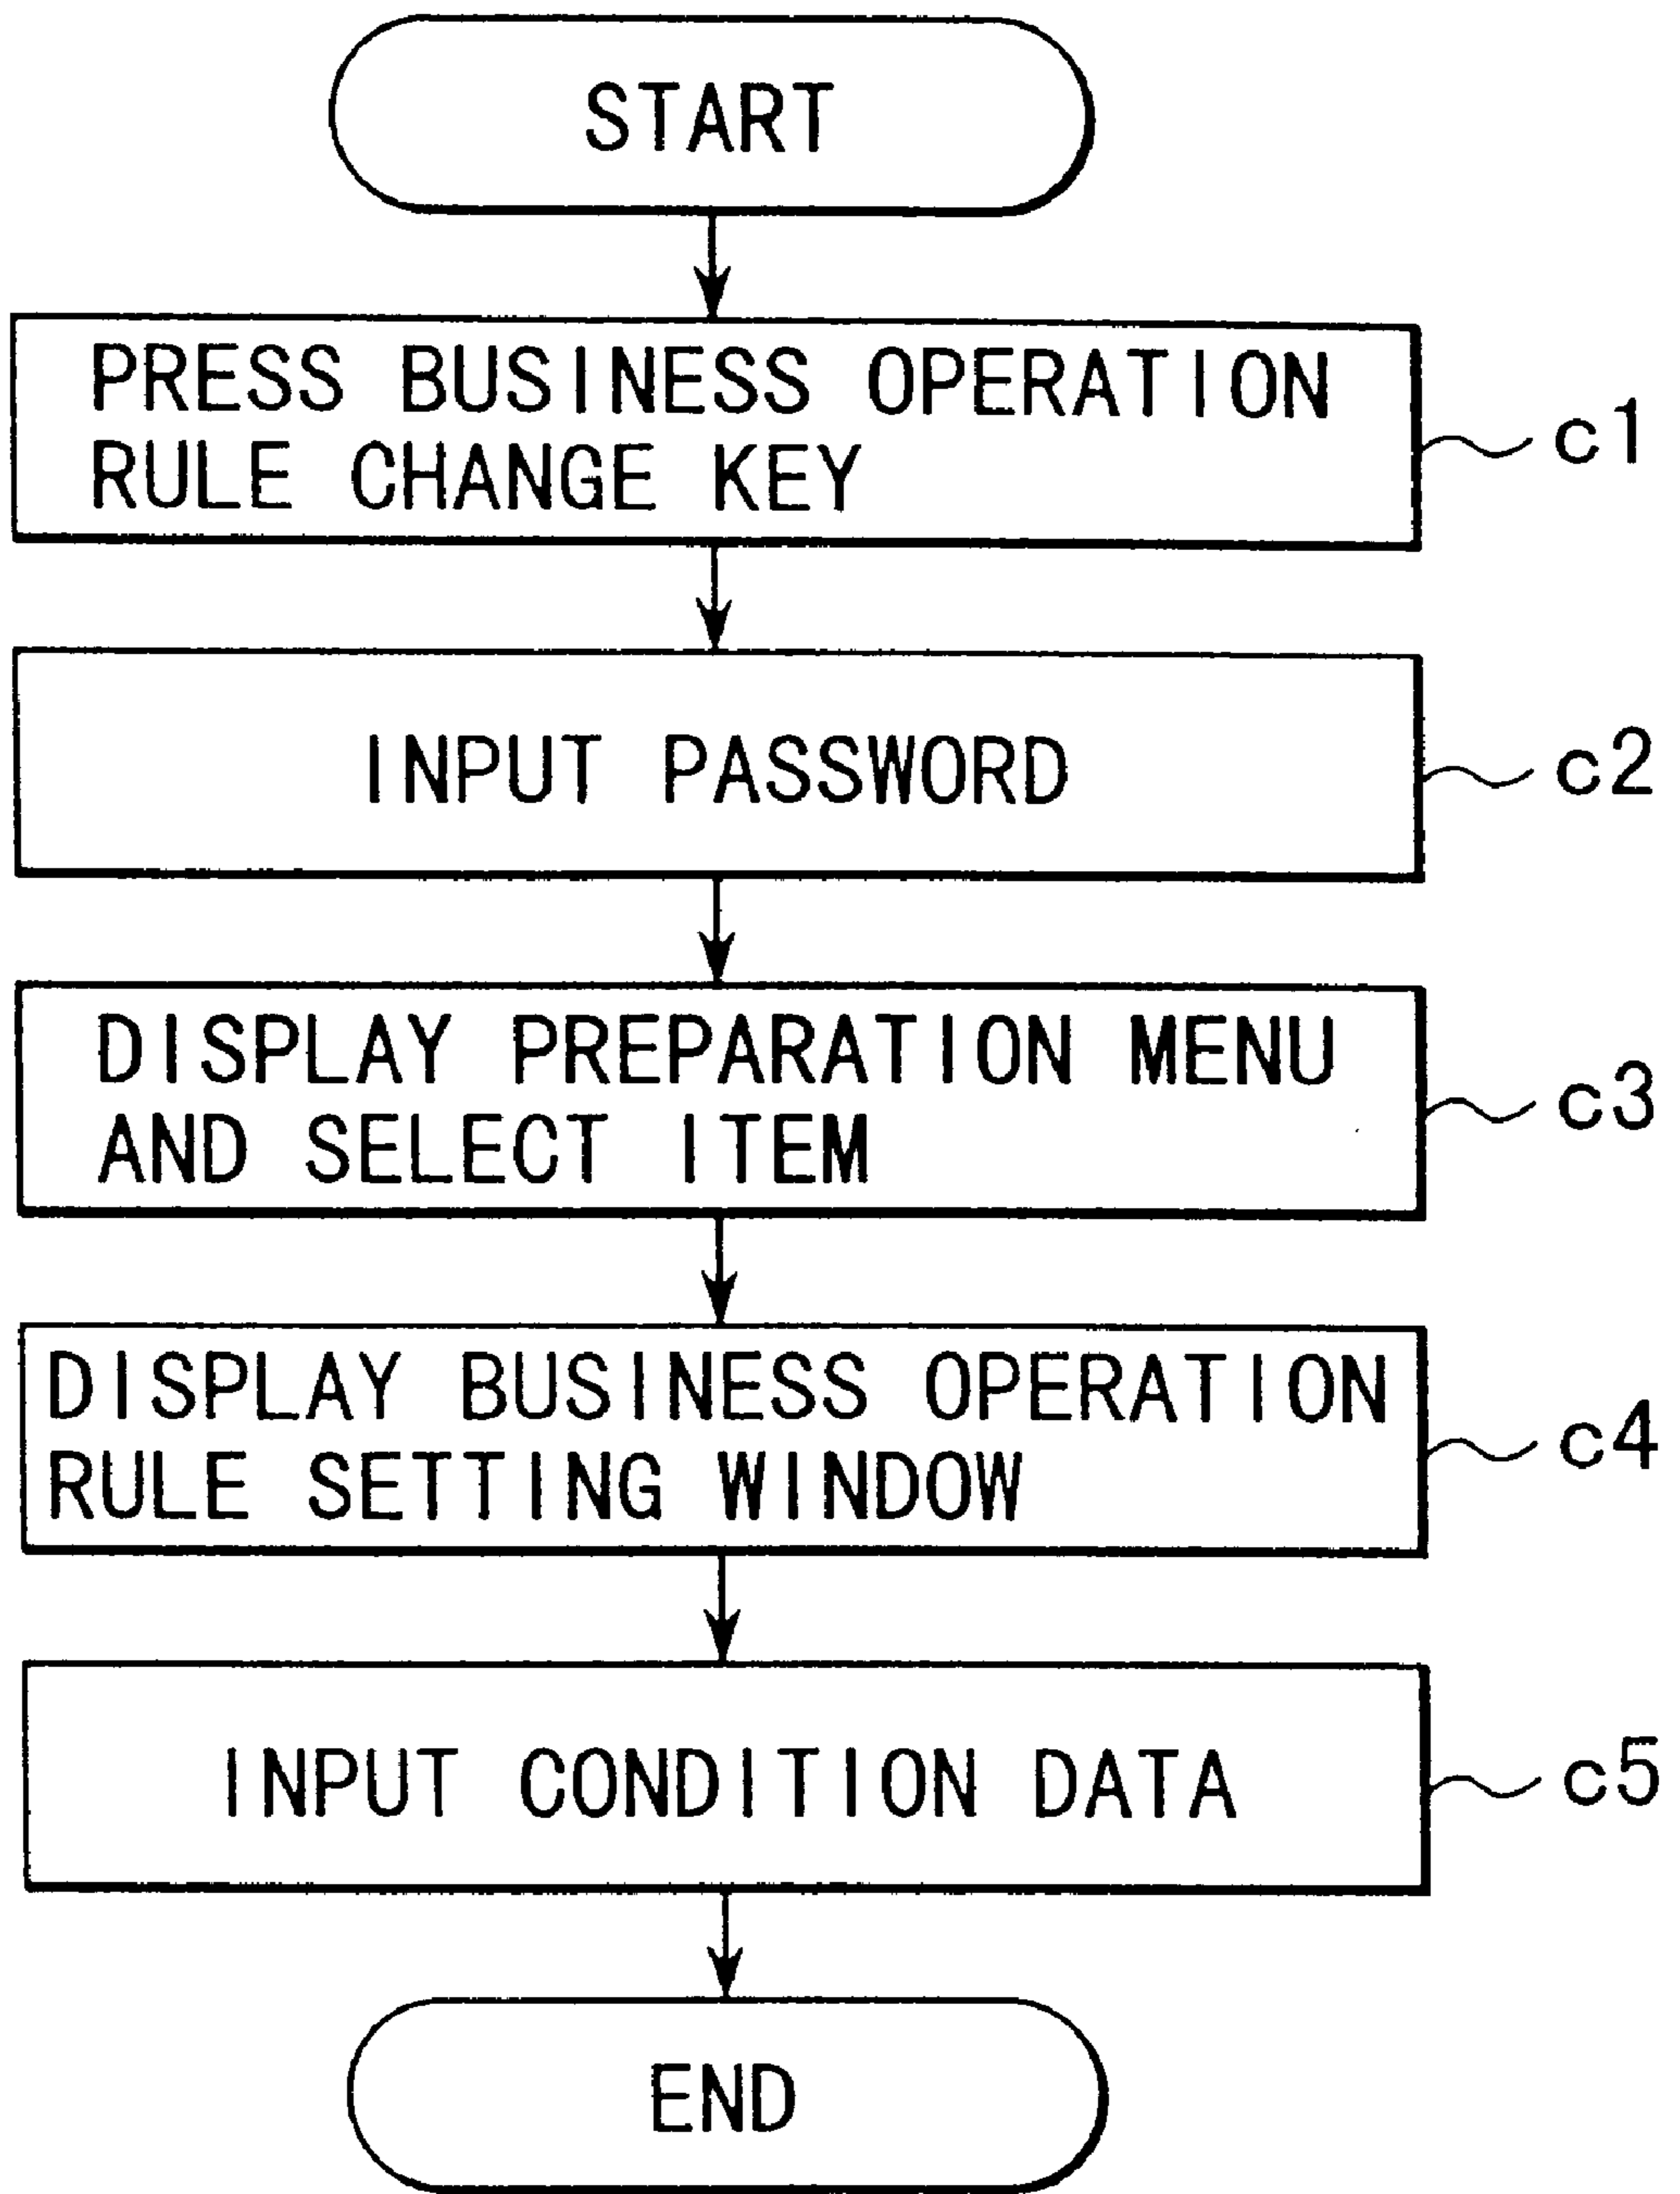 START
PRESS BUSINESS OPERATION
RULE CHANGE KEY
c1
INPUT PASSWORD
c2
DISPLAY PREPARATION MENU
AND SELECT ITEM
c3
DISPLAY BUSINESS OPERATION
RULE SETTING WINDOW
c4
INPUT CONDITION DATA
c5
END